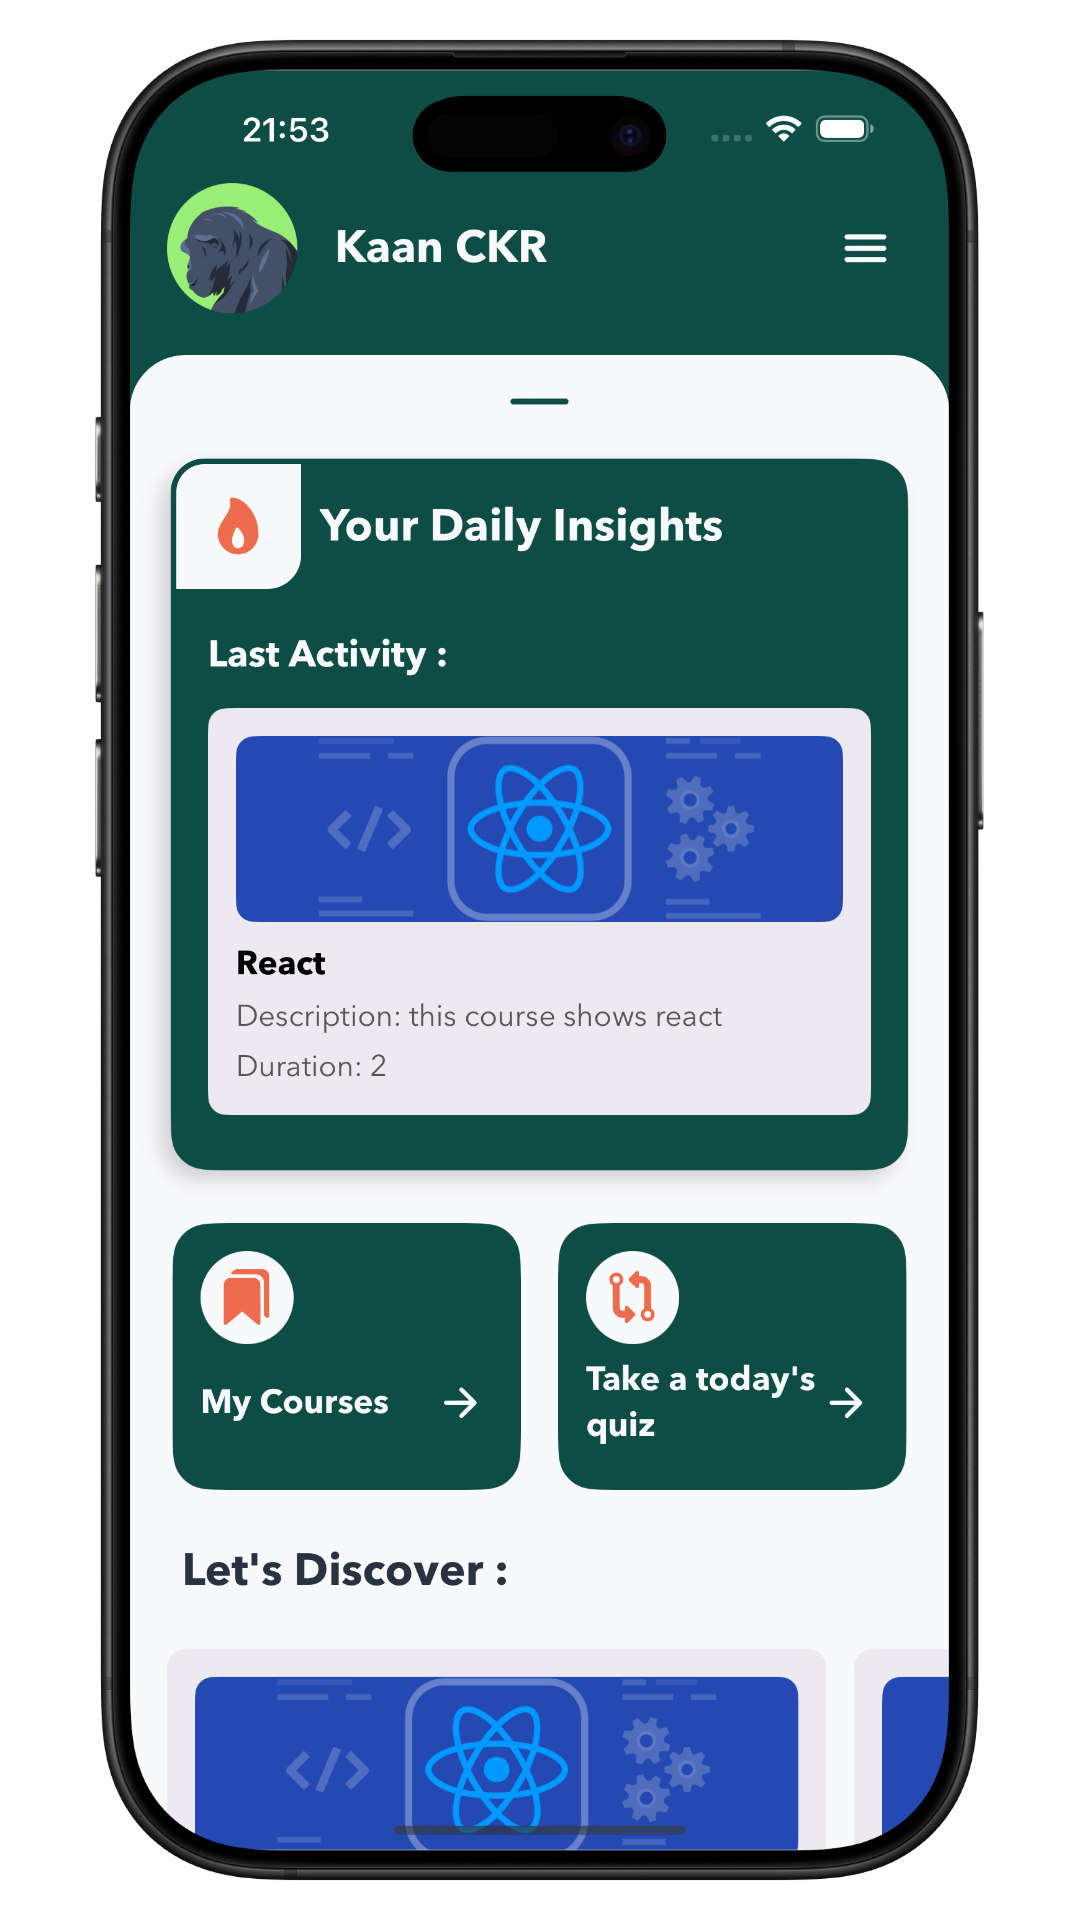 21:53
Kaan CKR
Your Daily Insights
Last Activity :
React
Description: this course shows react
Duration: 2
My Courses
Take a today's
quiz
Let's Discover :